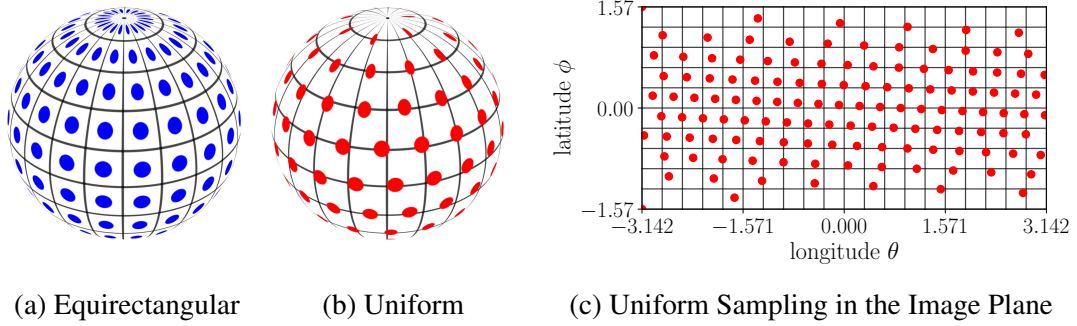 1.57
0.00
−1.57
latitude ϕ
−3.142 −1.571 0.000 1.571 3.142
longitude θ
(a) Equirectangular (b) Uniform (c) Uniform Sampling in the Image Plane